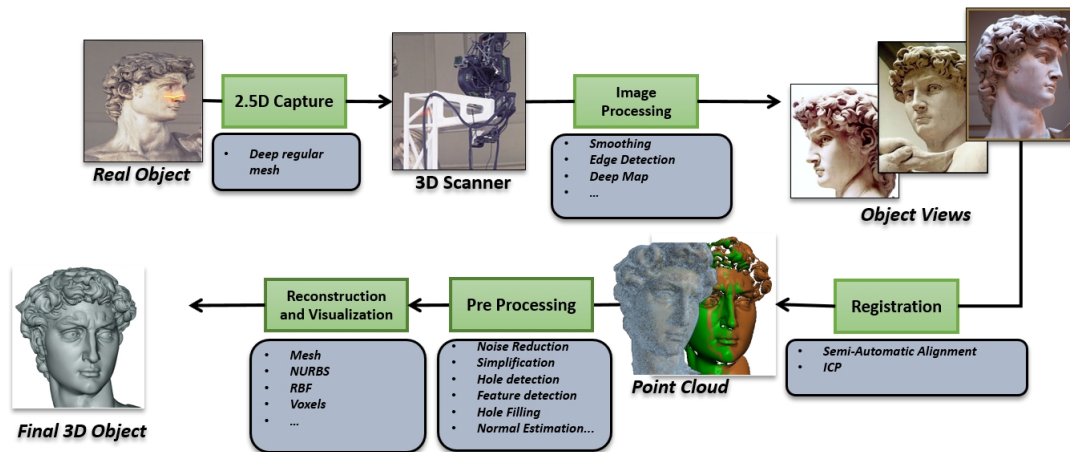 2.5D Capture
• Deep regular
mesh
Real Object
3D Scanner
Image
Processing
• Smoothing
• Edge Detection
• Deep Map
• ...
Object Views
Registration
• Semi-Automatic Alignment
• ICP
Point Cloud
Pre Processing
• Noise Reduction
• Simplification
• Hole detection
• Feature detection
• Hole Filling
• Normal Estimation...
Reconstruction
and Visualization
• Mesh
• NURBS
• RBF
• Voxels
• ...
Final 3D Object